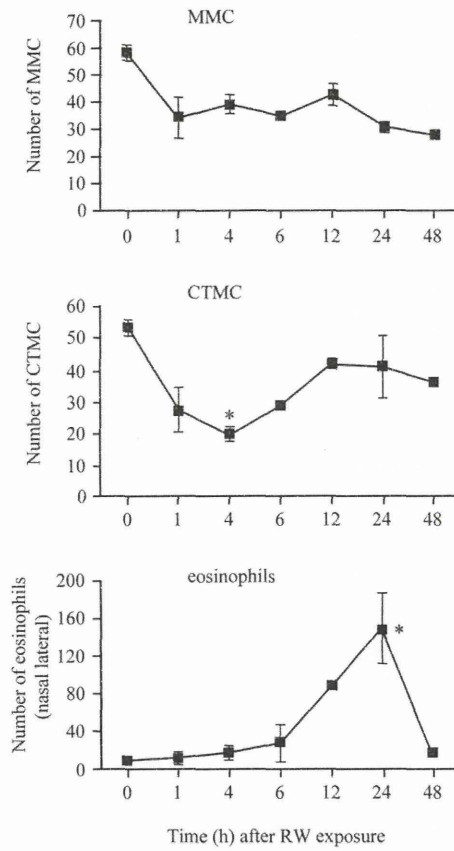 MMC
Number of MMC
70
60
50
40
30
20
10
0
0 1 4 6 12 24 48
CTMC
Number of CTMC
60
50
40
30
20
10
0
*
0 1 4 6 12 24 48
eosinophils
Number of eosinophils
(nasal lateral)
200
160
120
80
40
0
*
0 1 4 6 12 24 48
Time (h) after RW exposure